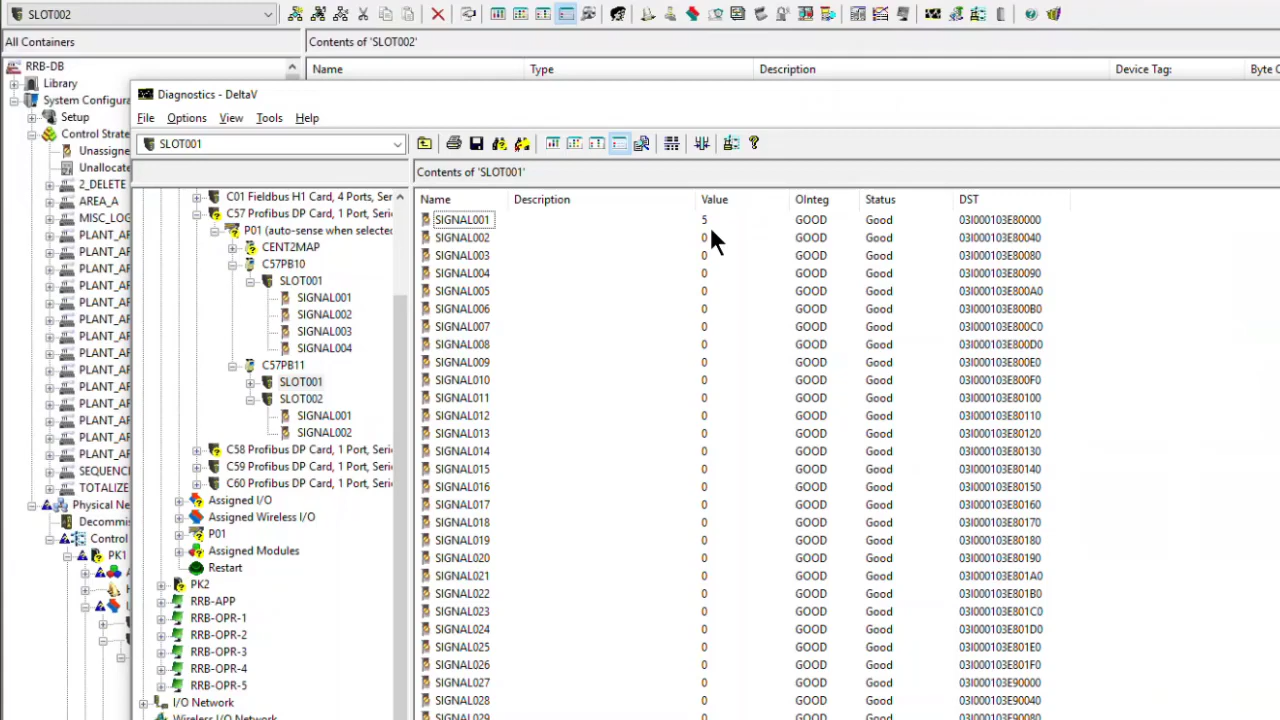 SLOT002
All Containers
Contents of 'SLOT002'
RRB-DB
Name Type Description Device Tag: Byte O
Library
System Configura
Setup
Control Strate
Unassigne
Unallocate
2_DELETE
AREA_A
MISC_LOG
PLANT_AF
PLANT_AF
PLANT_AF
PLANT_AF
PLANT_AF
PLANT_AF
PLANT_AF
PLANT_AF
PLANT_AF
PLANT_AF
PLANT_AF
PLANT_AF
PLANT_AF
PLANT_AF
SEQUENCE
TOTALIZE
Physical Ne
Decommis
Control
PK1
Diagnostics - DeltaV
File Options View Tools Help
SLOT001
Contents of 'SLOT001'
C01 Fieldbus H1 Card, 4 Ports, Ser
C57 Profibus DP Card, 1 Port, Seri
P01 (auto-sense when selected
CENT2MAP
C57PB10
SLOT001
SIGNAL001
SIGNAL002
SIGNAL003
SIGNAL004
C57PB11
SLOT001
SLOT002
SIGNAL001
SIGNAL002
C58 Profibus DP Card, 1 Port, Seri
C59 Profibus DP Card, 1 Port, Seri
C60 Profibus DP Card, 1 Port, Seri
Assigned I/O
Assigned Wireless I/O
P01
Assigned Modules
Restart
PK2
RRB-APP
RRB-OPR-1
RRB-OPR-2
RRB-OPR-3
RRB-OPR-4
RRB-OPR-5
I/O Network
Wireless I/O Network
Name Description Value OInteg Status DST
SIGNAL001 5 GOOD Good 03I000103E80000
SIGNAL002 0 GOOD Good 03I000103E80040
SIGNAL003 0 GOOD Good 03I000103E80080
SIGNAL004 0 GOOD Good 03I000103E80090
SIGNAL005 0 GOOD Good 03I000103E800A0
SIGNAL006 0 GOOD Good 03I000103E800B0
SIGNAL007 0 GOOD Good 03I000103E800C0
SIGNAL008 0 GOOD Good 03I000103E800D0
SIGNAL009 0 GOOD Good 03I000103E800E0
SIGNAL010 0 GOOD Good 03I000103E800F0
SIGNAL011 0 GOOD Good 03I000103E80100
SIGNAL012 0 GOOD Good 03I000103E80110
SIGNAL013 0 GOOD Good 03I000103E80120
SIGNAL014 0 GOOD Good 03I000103E80130
SIGNAL015 0 GOOD Good 03I000103E80140
SIGNAL016 0 GOOD Good 03I000103E80150
SIGNAL017 0 GOOD Good 03I000103E80160
SIGNAL018 0 GOOD Good 03I000103E80170
SIGNAL019 0 GOOD Good 03I000103E80180
SIGNAL020 0 GOOD Good 03I000103E80190
SIGNAL021 0 GOOD Good 03I000103E801A0
SIGNAL022 0 GOOD Good 03I000103E801B0
SIGNAL023 0 GOOD Good 03I000103E801C0
SIGNAL024 0 GOOD Good 03I000103E801D0
SIGNAL025 0 GOOD Good 03I000103E801E0
SIGNAL026 0 GOOD Good 03I000103E801F0
SIGNAL027 0 GOOD Good 03I000103E90000
SIGNAL028 0 GOOD Good 03I000103E90040
SIGNAL029 0 GOOD Good 03I000103E90080